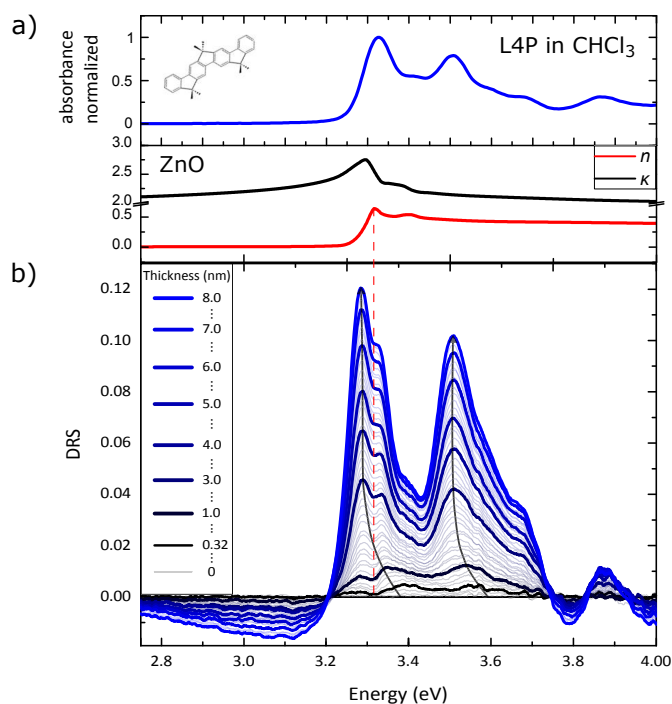 a)
L4P in CHCl3
absorbance
normalized
1
0.5
0
3.0
ZnO
n
κ
2.5
2.0
0.5
0.0
b)
Thickness (nm)
8.0
7.0
6.0
5.0
4.0
3.0
1.0
0.32
0
DRS
0.12
0.10
0.08
0.06
0.04
0.02
0.00
2.8
3.0
3.2
3.4
3.6
3.8
4.00
Energy (eV)